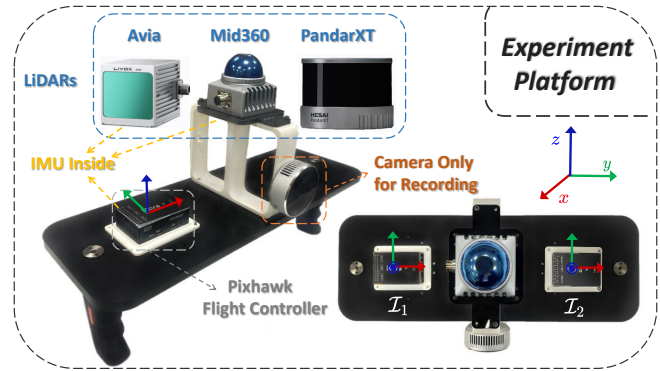 Avia
Mid360
PandarXT
Experiment
Platform
LiDARs
LIVOX
HESAI
PandarXT
IMU Inside
Camera Only
for Recording
z
y
x
Pixhawk
Flight Controller
I₁
I₂